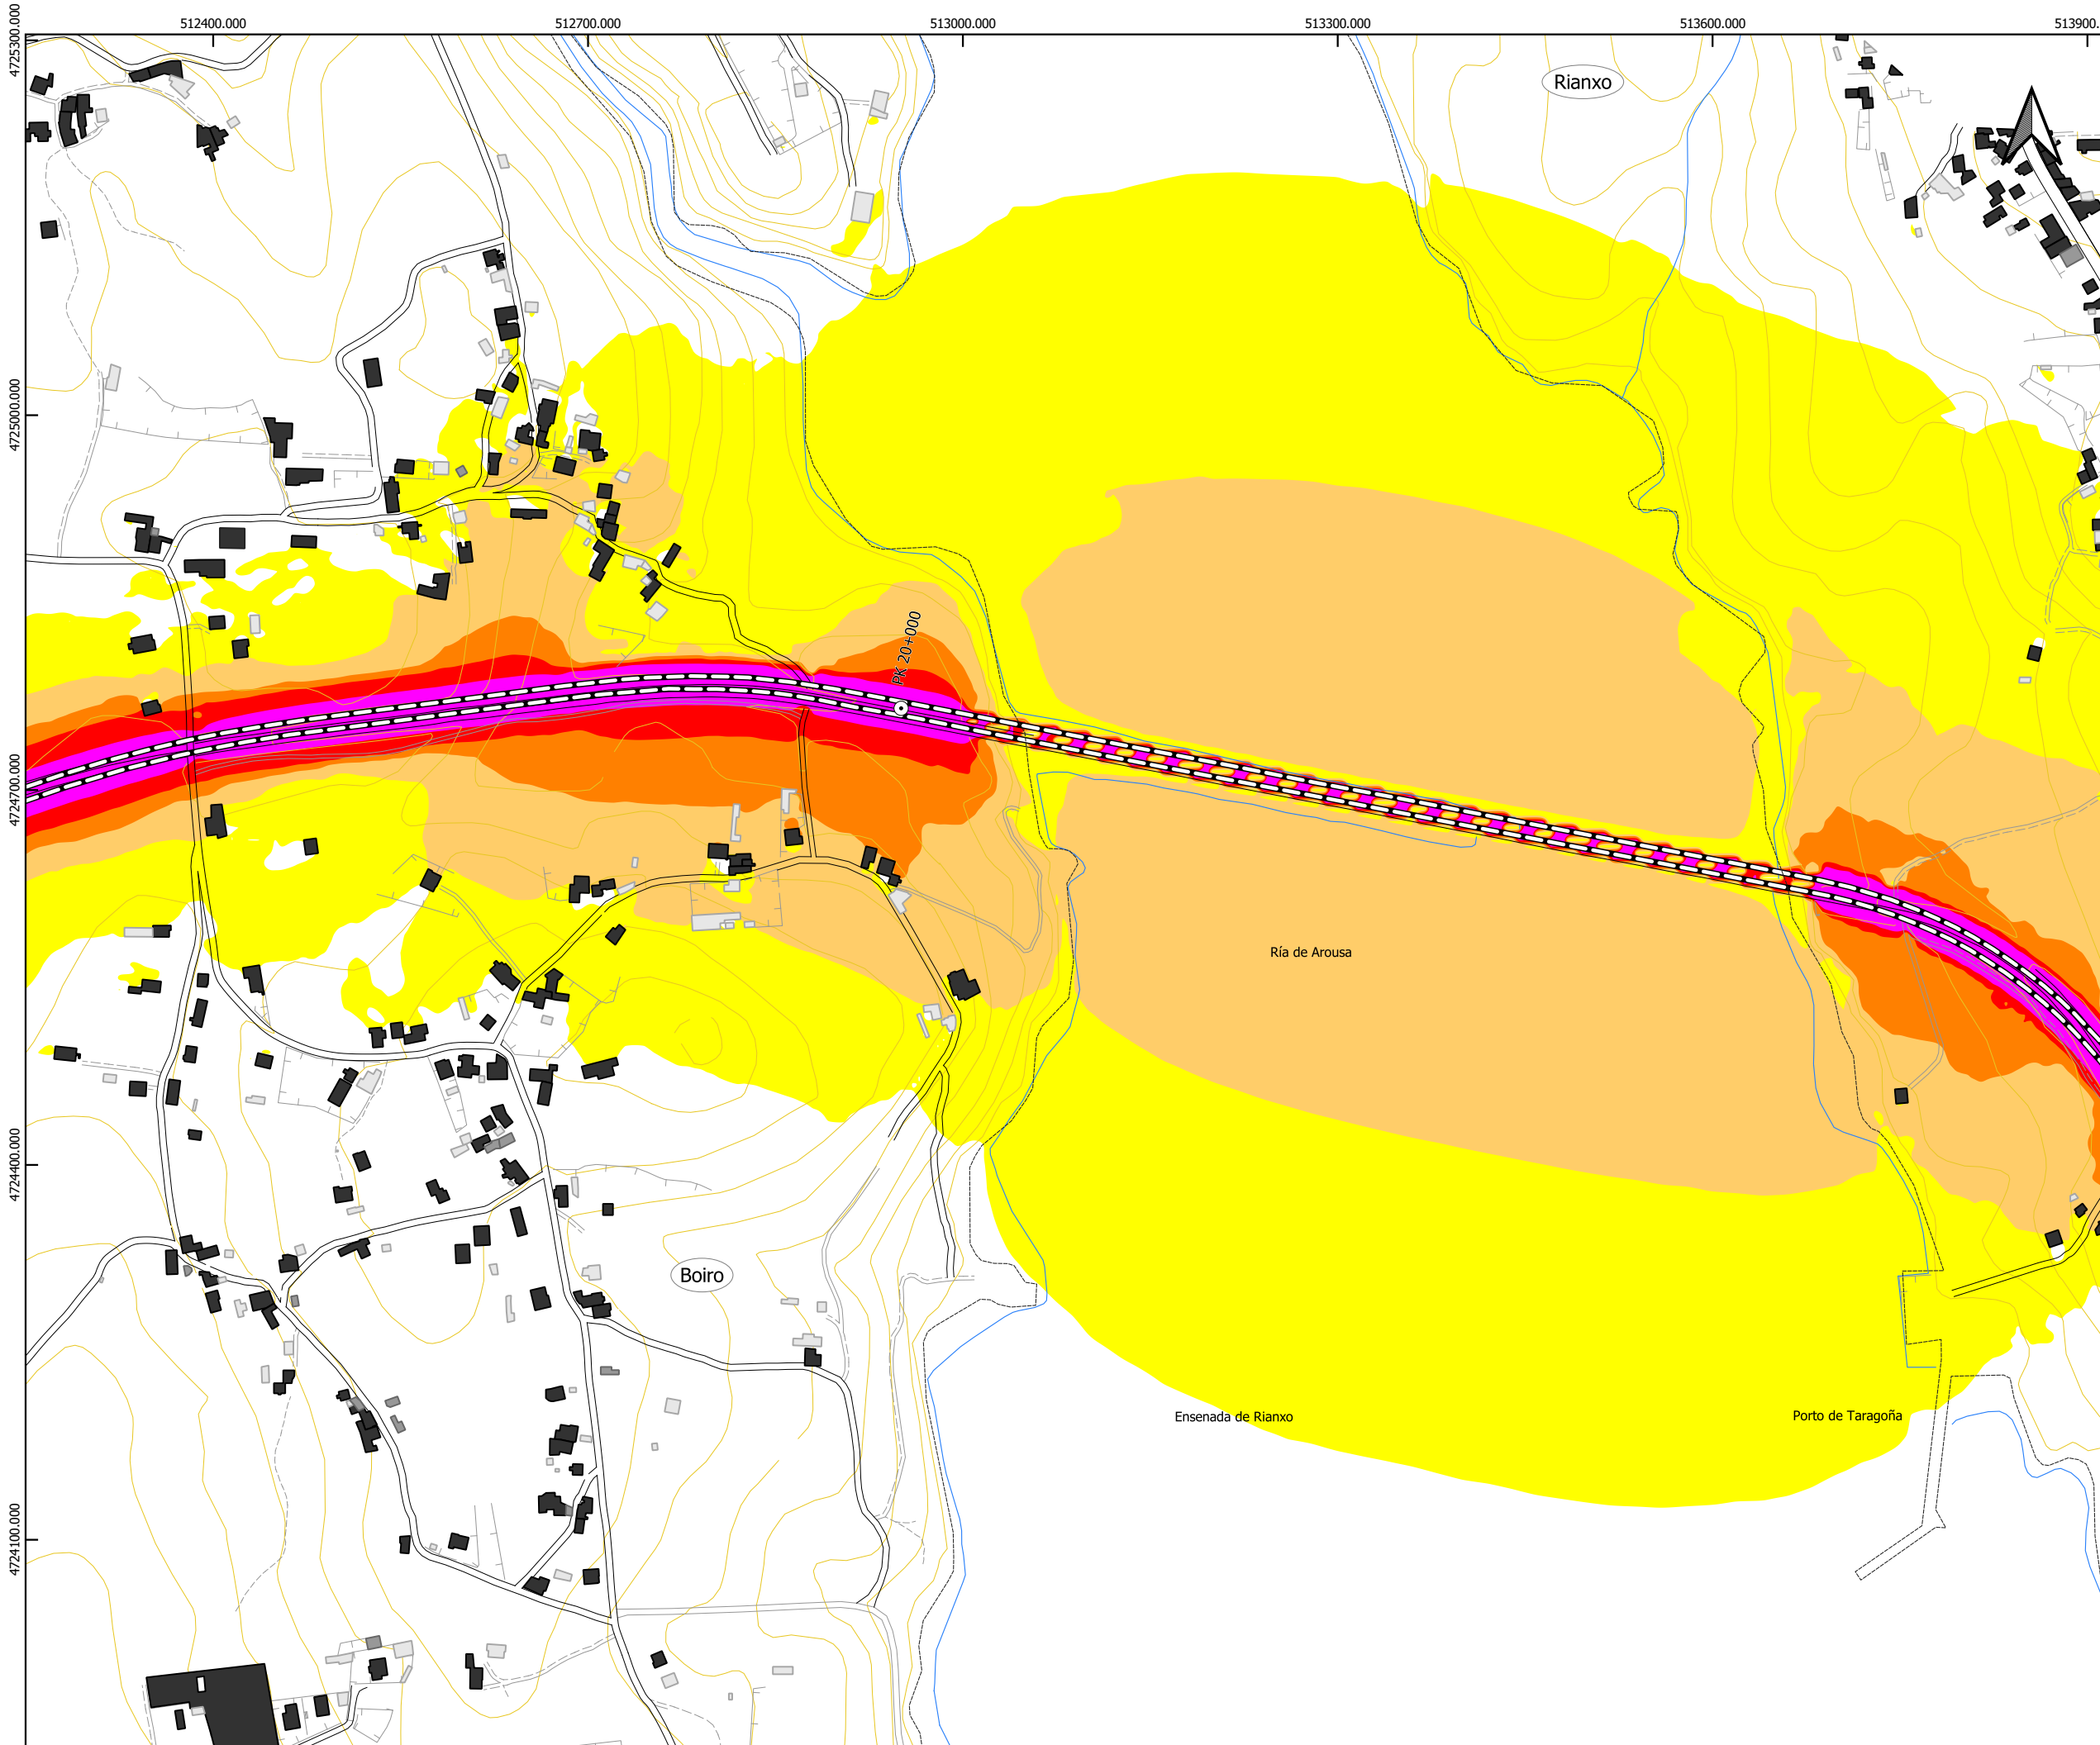 512400.000
512700.000
513000.000
513300.000
513600.000
513900.
4725300.000
Rianxo
4725000.000
PK 20+000
4724700.000
Ría de Arousa
4724400.000
Boiro
Ensenada de Rianxo
Porto de Taragoña
4724100.000